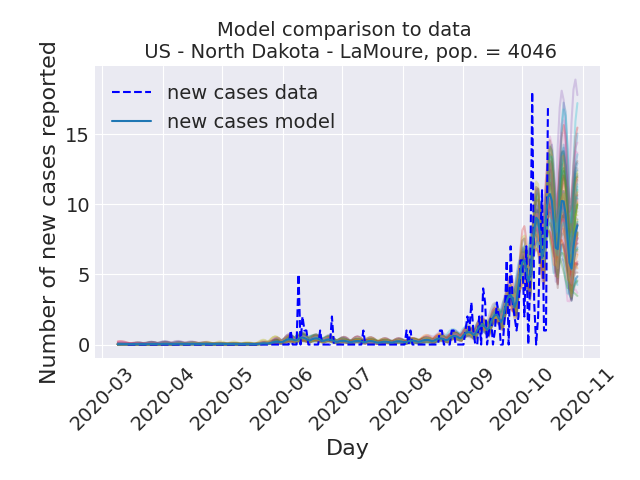 Model comparison to data
US - North Dakota - LaMoure, pop. = 4046
Number of new cases reported
new cases data
new cases model
15
10
5
0
2020-03
2020-04
2020-05
2020-06
2020-07
2020-08
2020-09
2020-10
2020-11
Day